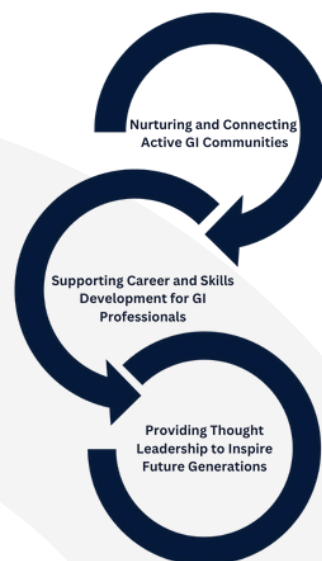 Nurturing and Connecting
Active GI Communities
Supporting Career and Skills
Development for GI
Professionals
Providing Thought
Leadership to Inspire
Future Generations